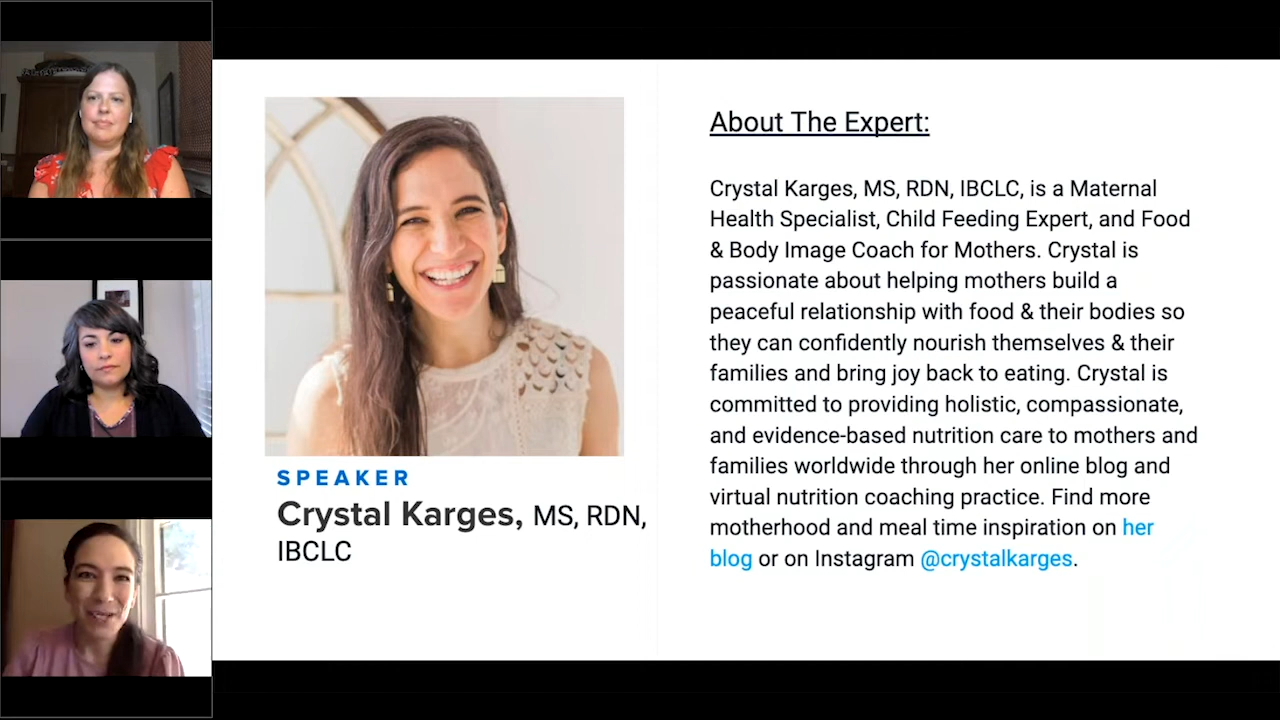 About The Expert:
Crystal Karges, MS, RDN, IBCLC, is a Maternal
Health Specialist, Child Feeding Expert, and Food
& Body Image Coach for Mothers. Crystal is
passionate about helping mothers build a
peaceful relationship with food & their bodies so
they can confidently nourish themselves & their
families and bring joy back to eating. Crystal is
committed to providing holistic, compassionate,
and evidence-based nutrition care to mothers and
families worldwide through her online blog and
virtual nutrition coaching practice. Find more
motherhood and meal time inspiration on her
blog or on Instagram @crystalkarges.
SPEAKER
Crystal Karges, MS, RDN,
IBCLC